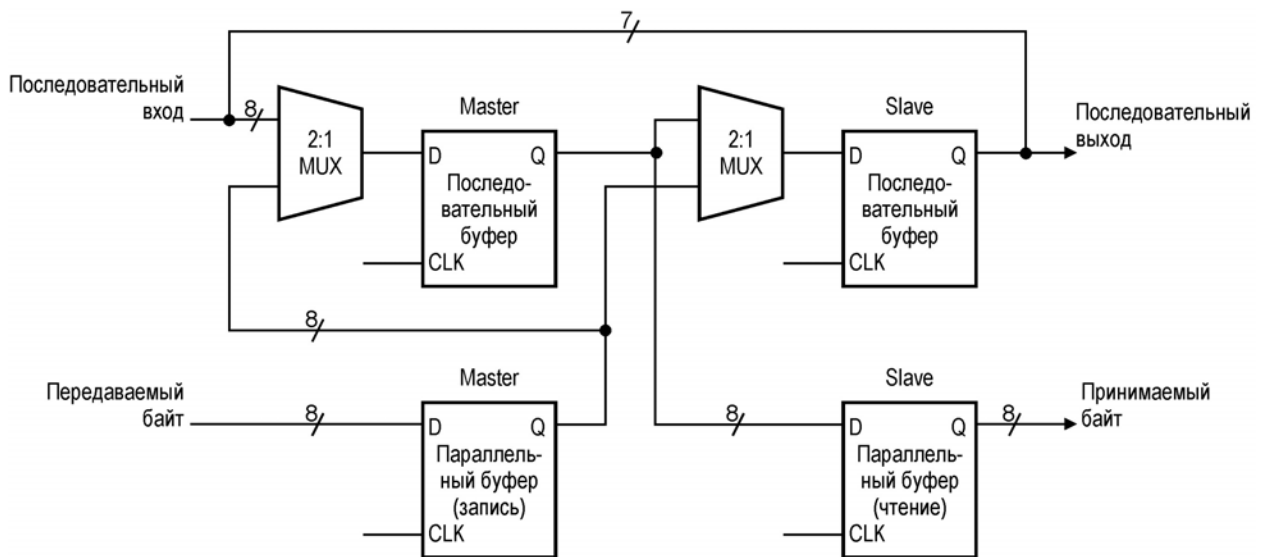 7
Последовательный
вход
8
2:1
MUX
Master
D Q
Последо-
вательный
буфер
CLK
2:1
MUX
Slave
D Q
Последо-
вательный
буфер
CLK
Последовательный
выход
8
Передаваемый
байт
8
Master
D Q
Параллель-
ный буфер
(запись)
CLK
8
Slave
D Q
Параллель-
ный буфер
(чтение)
CLK
8
Принимаемый
байт